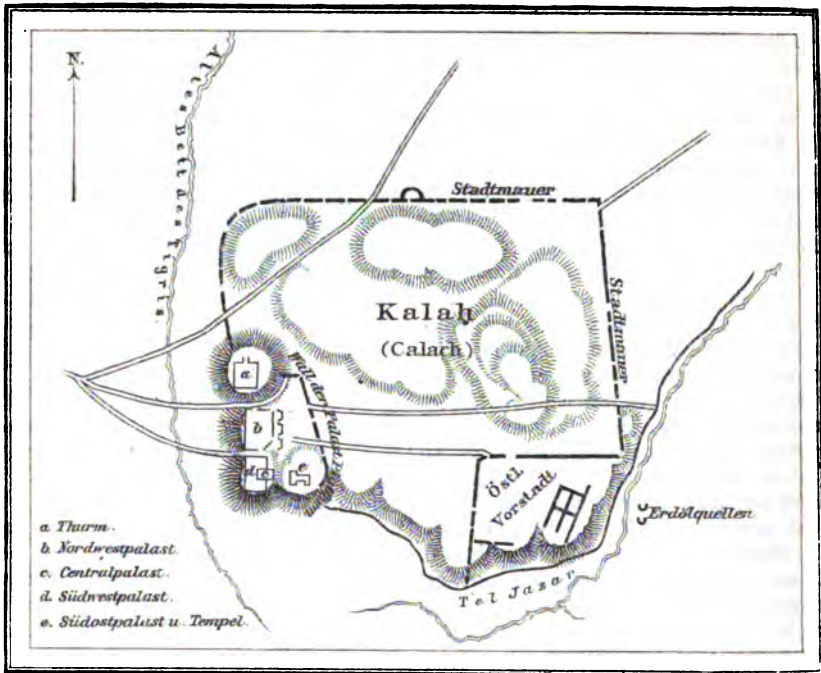 N.
Altes Bett des Tigris.
Stadtmauer
Stadtmauer
Kalah
(Calach)
Wall der Paläste
a
b
c
d
e
Östl.
Vorstadt
Erdölquellen
Tel Jazar
a Thurm.
b. Nordwestpalast.
c. Centralpalast.
d. Südwestpalast.
e. Südostpalast u. Tempel.